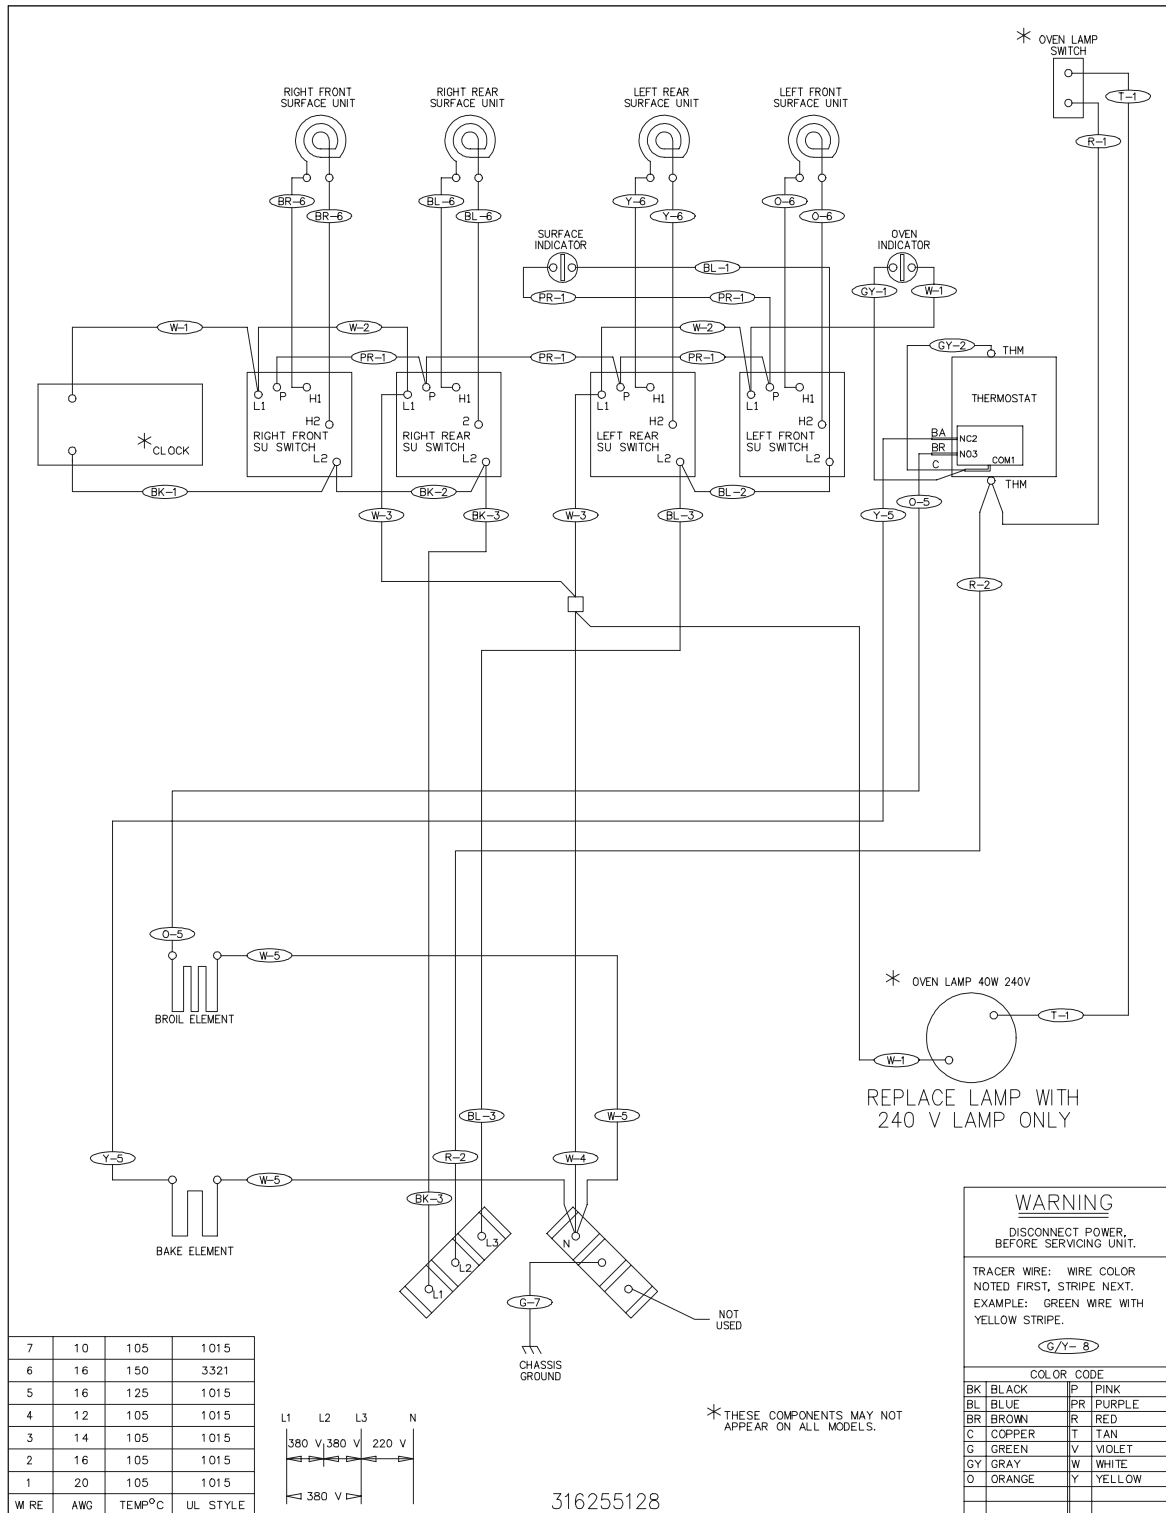 * OVEN LAMP
SWITCH
RIGHT FRONT
SURFACE UNIT
RIGHT REAR
SURFACE UNIT
LEFT REAR
SURFACE UNIT
LEFT FRONT
SURFACE UNIT
T-1
R-1
BR-6
BR-6
BL-6
BL-6
Y-6
Y-6
O-6
O-6
SURFACE
INDICATOR
OVEN
INDICATOR
BL-1
PR-1
PR-1
GY-1
W-1
W-1
W-2
W-2
PR-1
PR-1
PR-1
GY-2
THM
* CLOCK
L1
P
H1
H2
RIGHT FRONT
SU SWITCH
L2
L1
P
H1
2
RIGHT REAR
SU SWITCH
L2
L1
P
H1
H2
LEFT REAR
SU SWITCH
L2
L1
P
H1
H2
LEFT FRONT
SU SWITCH
L2
THERMOSTAT
BA
NC2
BR
NO3
C
COM1
THM
BK-1
BK-2
BL-2
W-3
BK-3
W-3
BL-3
Y-5
O-5
R-2
O-5
W-5
BROIL ELEMENT
* OVEN LAMP 40W 240V
T-1
W-1
REPLACE LAMP WITH
240 V LAMP ONLY
BL-3
W-5
Y-5
R-2
W-4
W-5
BK-3
BAKE ELEMENT
L3
L2
L1
N
G-7
NOT
USED
CHASSIS
GROUND
WARNING
DISCONNECT POWER,
BEFORE SERVICING UNIT.
TRACER WIRE: WIRE COLOR
NOTED FIRST, STRIPE NEXT.
EXAMPLE: GREEN WIRE WITH
YELLOW STRIPE.
G/Y- 8
COLOR CODE
BK BLACK P PINK
BL BLUE PR PURPLE
BR BROWN R RED
C COPPER T TAN
G GREEN V VIOLET
GY GRAY W WHITE
O ORANGE Y YELLOW
7 10 105 1015
6 16 150 3321
5 16 125 1015
4 12 105 1015
3 14 105 1015
2 16 105 1015
1 20 105 1015
WIRE AWG TEMP°C UL STYLE
L1 L2 L3 N
380 V 380 V 220 V
380 V
* THESE COMPONENTS MAY NOT
APPEAR ON ALL MODELS.
316255128